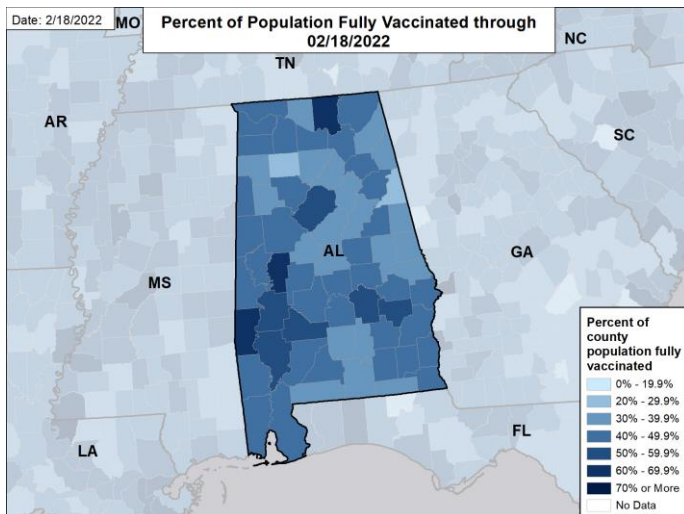 Date: 2/18/2022
Percent of Population Fully Vaccinated through
02/18/2022
MO
NC
TN
AR
SC
AL
MS
GA
LA
FL
Percent of
county
population fully
vaccinated
0% - 19.9%
20% - 29.9%
30% - 39.9%
40% - 49.9%
50% - 59.9%
60% - 69.9%
70% or More
No Data